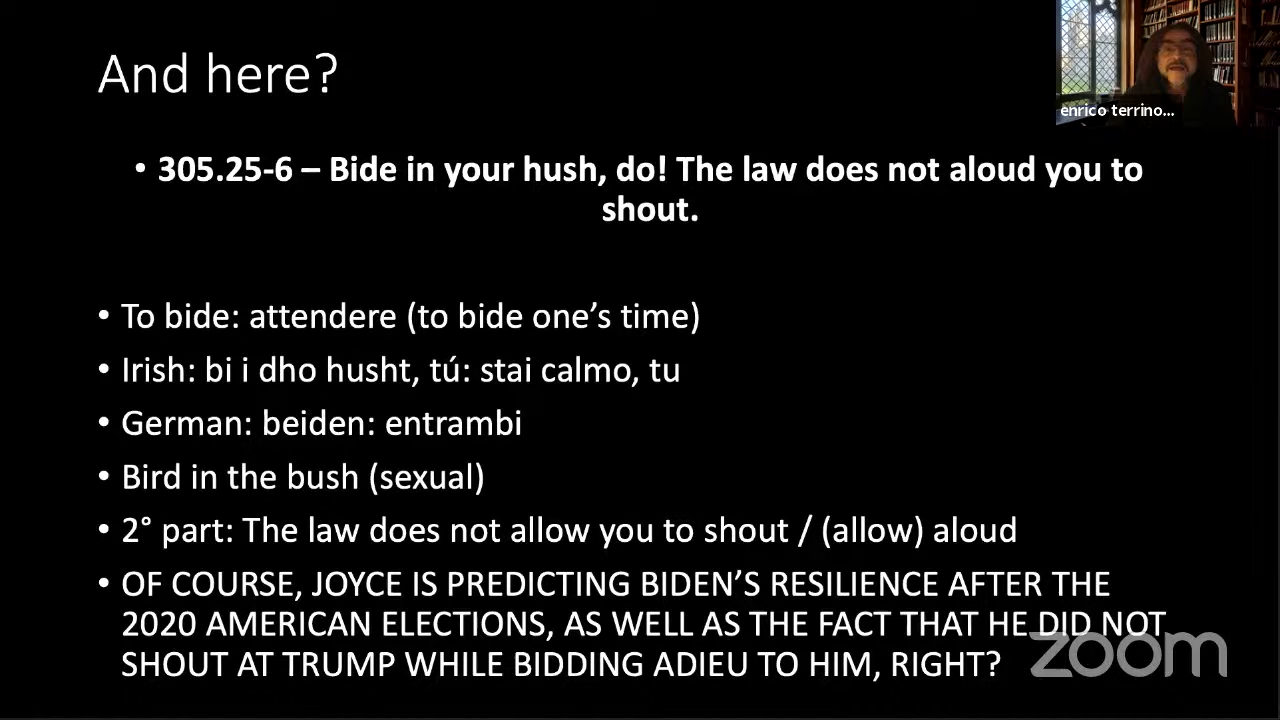 And here?
enrico terrino...
• 305.25-6 – Bide in your hush, do! The law does not aloud you to
shout.
• To bide: attendere (to bide one’s time)
• Irish: bi i dho husht, tú: stai calmo, tu
• German: beiden: entrambi
• Bird in the bush (sexual)
• 2° part: The law does not allow you to shout / (allow) aloud
• OF COURSE, JOYCE IS PREDICTING BIDEN’S RESILIENCE AFTER THE
2020 AMERICAN ELECTIONS, AS WELL AS THE FACT THAT HE DID NOT
SHOUT AT TRUMP WHILE BIDDING ADIEU TO HIM, RIGHT?
zoom